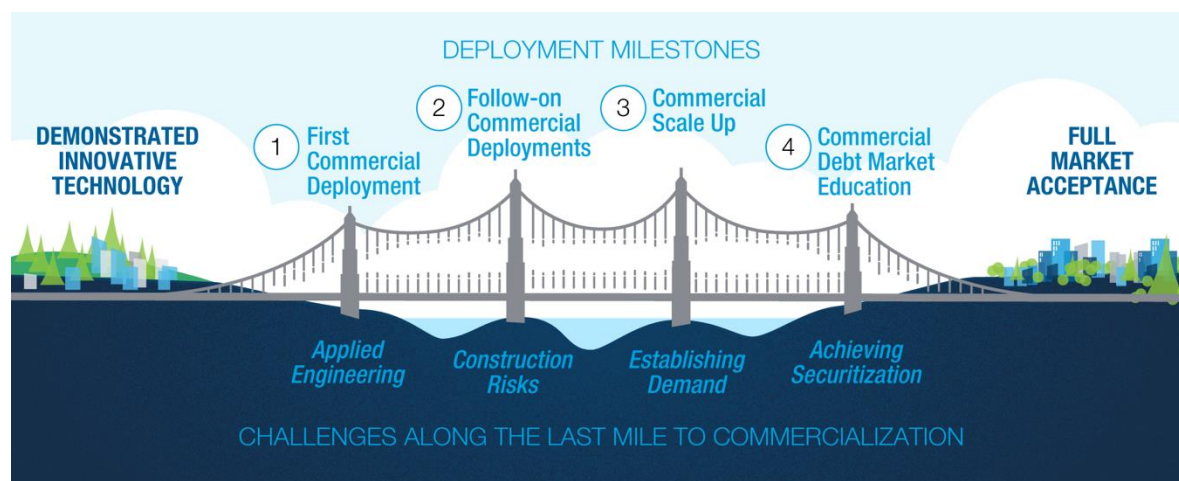 DEPLOYMENT MILESTONES
DEMONSTRATED
INNOVATIVE
TECHNOLOGY
1
First
Commercial
Deployment
2
Follow-on
Commercial
Deployments
3
Commercial
Scale Up
4
Commercial
Debt Market
Education
FULL
MARKET
ACCEPTANCE
Applied
Engineering
Construction
Risks
Establishing
Demand
Achieving
Securitization
CHALLENGES ALONG THE LAST MILE TO COMMERCIALIZATION